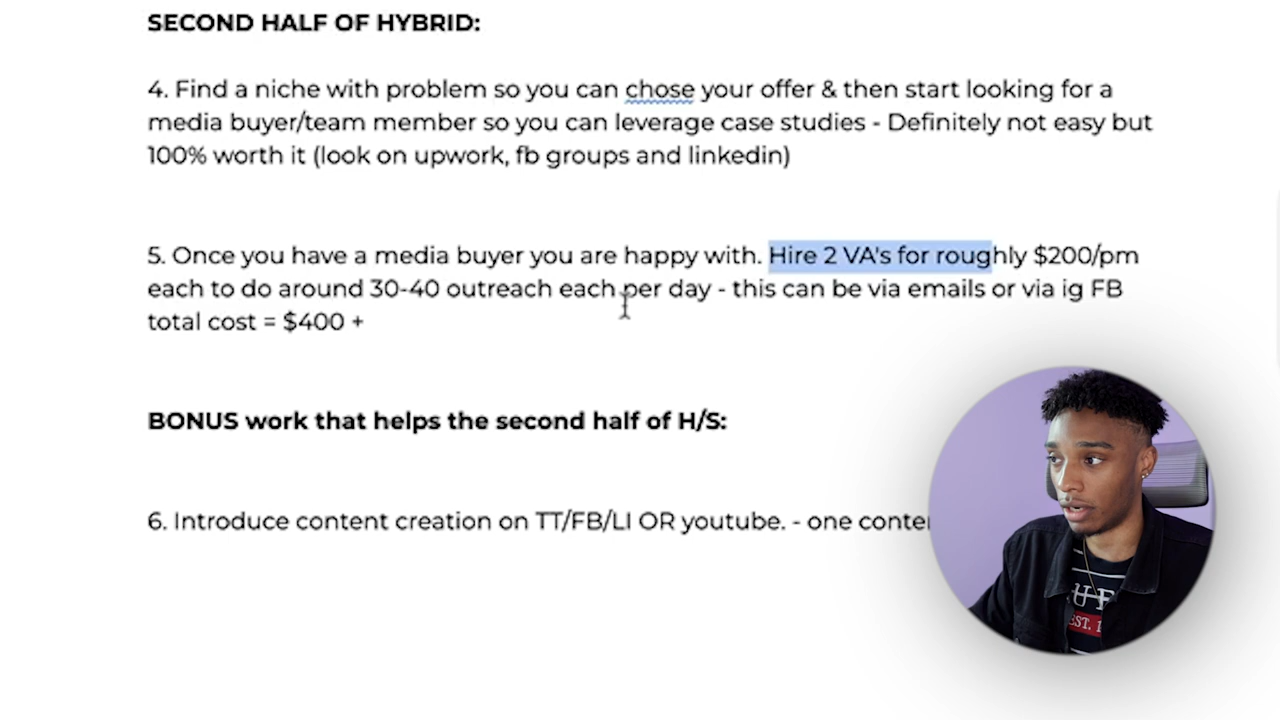 SECOND HALF OF HYBRID:
4. Find a niche with problem so you can chose your offer & then start looking for a
media buyer/team member so you can leverage case studies - Definitely not easy but
100% worth it (look on upwork, fb groups and linkedin)
5. Once you have a media buyer you are happy with. Hire 2 VA's for roughly $200/pm
each to do around 30-40 outreach each per day - this can be via emails or via ig FB
total cost = $400 +
BONUS work that helps the second half of H/S:
6. Introduce content creation on TT/FB/LI OR youtube. - one
EST.